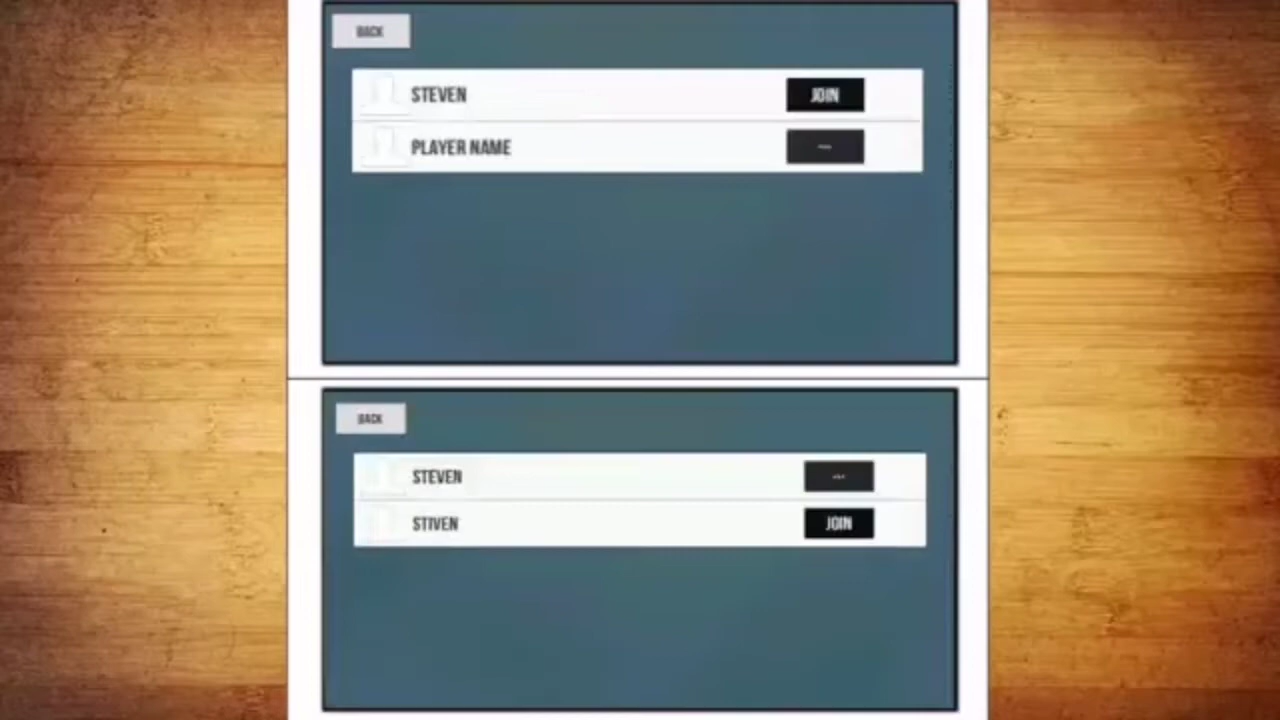 BACK
STEVEN
JOIN
PLAYER NAME
...
BACK
STEVEN
...
STIVEN
JOIN